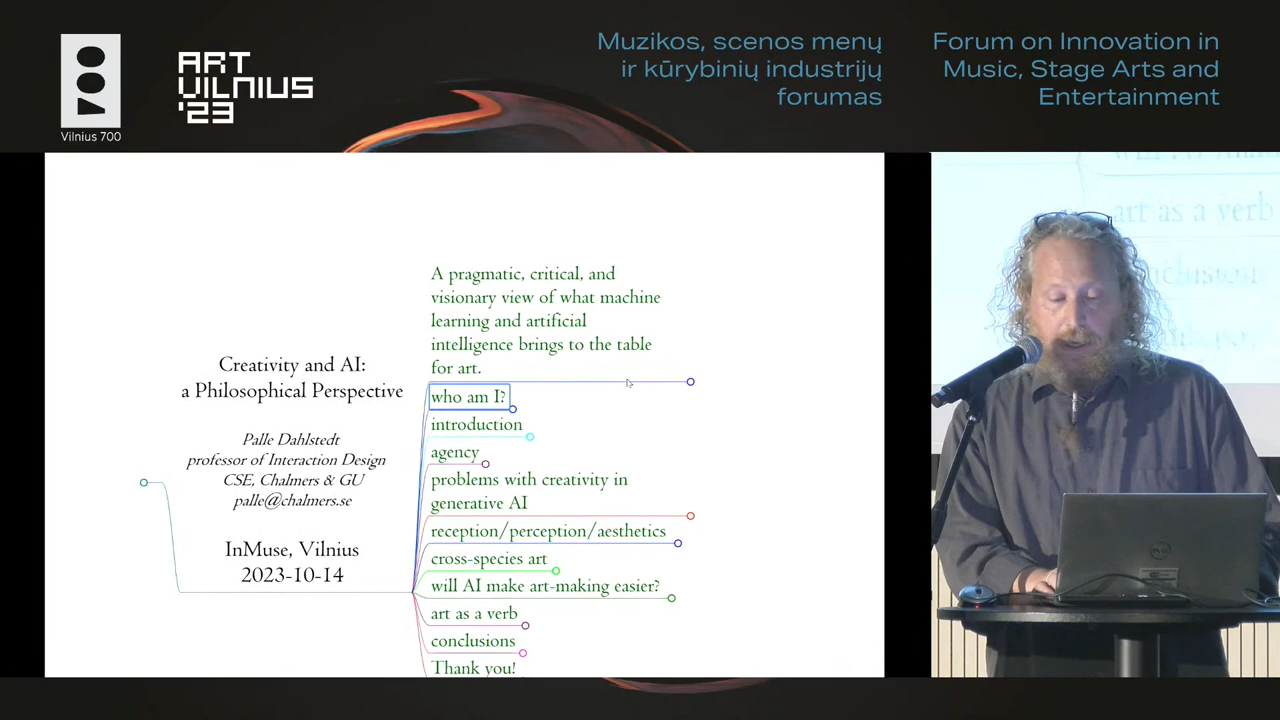 Vilnius 700
ART
VILNIUS
'23
Muzikos, scenos menų
ir kūrybinių industrijų
forumas
Forum on Innovation in
Music, Stage Arts and
Entertainment
Creativity and AI:
a Philosophical Perspective
Palle Dahlstedt
professor of Interaction Design
CSE, Chalmers & GU
palle@chalmers.se
InMuse, Vilnius
2023-10-14
A pragmatic, critical, and
visionary view of what machine
learning and artificial
intelligence brings to the table
for art.
who am I?
introduction
agency
problems with creativity in
generative AI
reception/perception/aesthetics
cross-species art
will AI make art-making easier?
art as a verb
conclusions
Thank you!
art as a verb
DELL